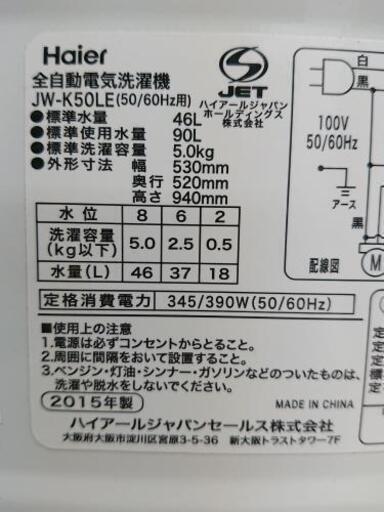 Haier
JET
全自動電気洗濯機
JW-K50LE(50/60Hz用)
ハイアールジャパン
ホールディングス
株式会社
●標準水量 46L
●標準使用水量 90L
●標準洗濯容量 5.0kg
●外形寸法 幅 530mm
奥行 520mm
高さ 940mm
白
100V
50/60Hz
アース
黒
黒
配線図
M
水位 8 6 2
洗濯容量(kg以下) 5.0 2.5 0.5
水量(L) 46 37 18
定格消費電力 345/390W(50/60Hz)
■使用上の注意
1.電源は必ずコンセントからとること。
2.周囲に間隔をおいて設置すること。
3.ベンジン・灯油・シンナー・ガソリンなどのついたものは、
洗濯や脱水をしないこと。
2015年製
MADE IN CHINA
ハイアールジャパンセールス株式会社
大阪府大阪市淀川区宮原3-5-36 新大阪トラストタワー7F